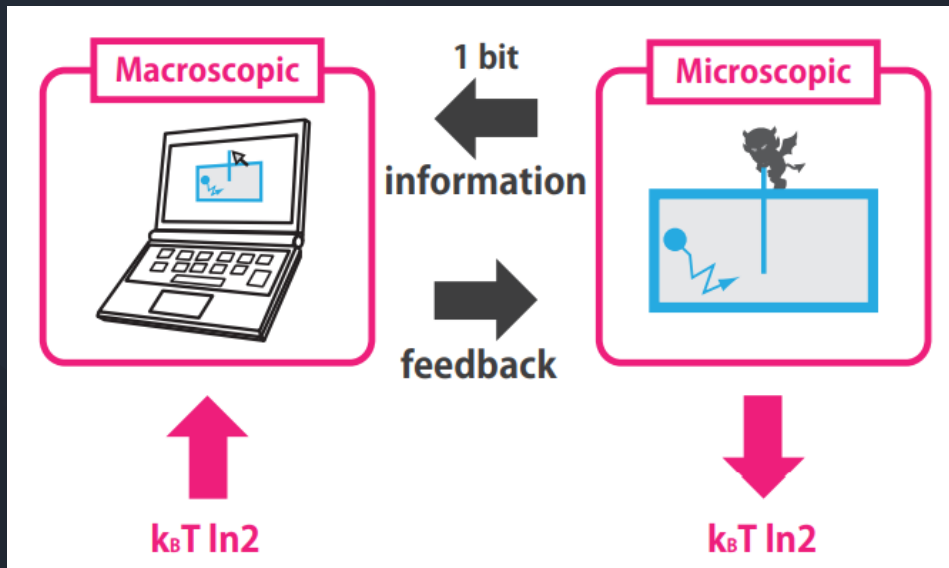 Macroscopic
1 bit
information
Microscopic
feedback
kBT ln2
kBT ln2